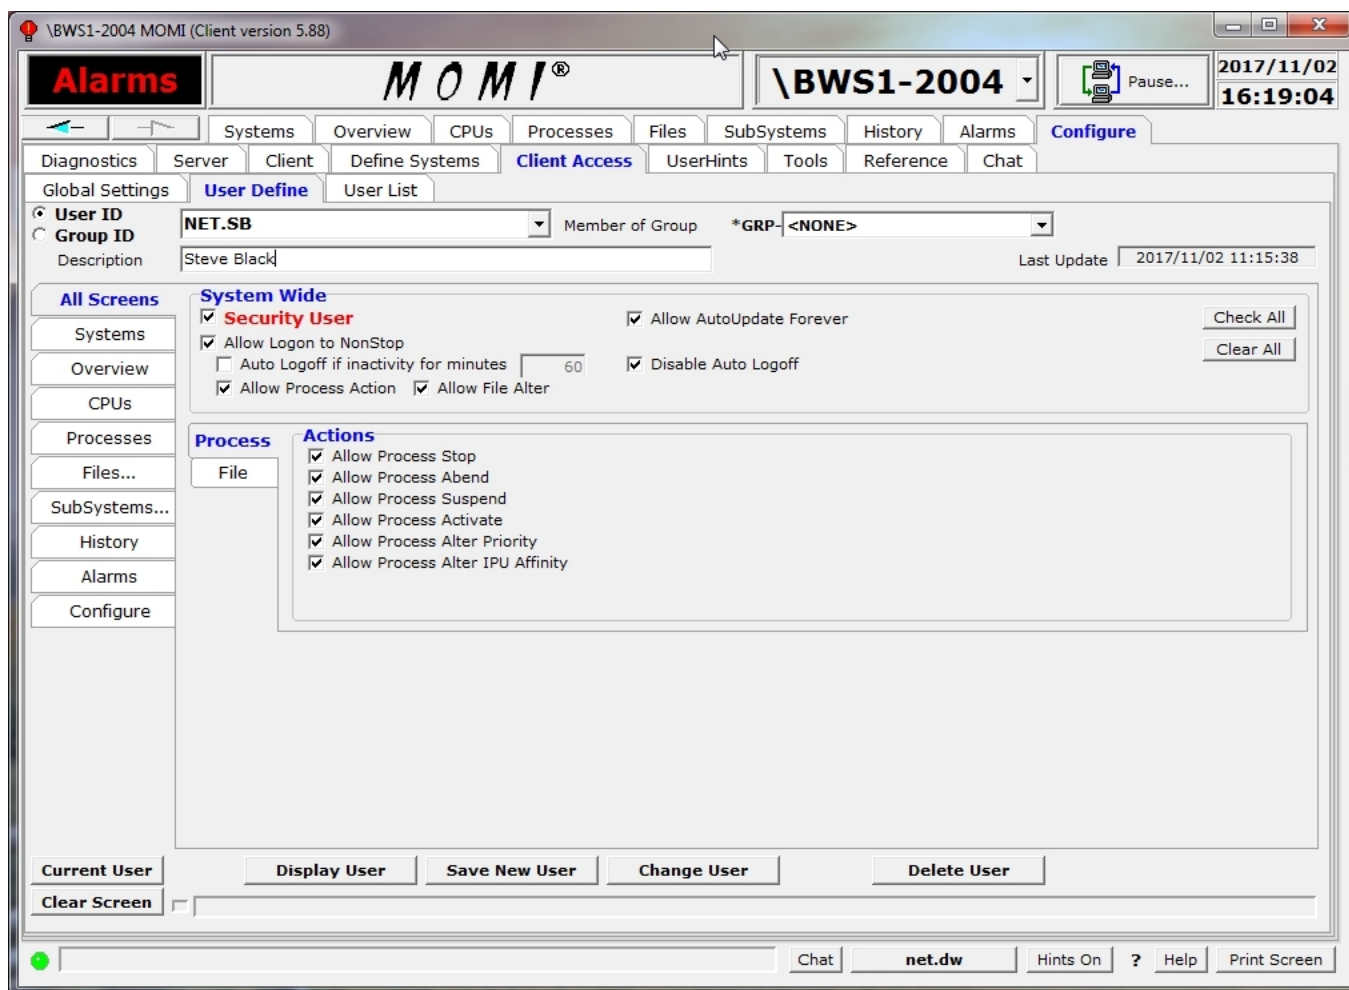 \BWS1-2004 MOMI (Client version 5.88)
Alarms
MOMI®
\BWS1-2004
Pause...
2017/11/02
16:19:04
Systems Overview CPUs Processes Files SubSystems History Alarms Configure
Diagnostics Server Client Define Systems Client Access UserHints Tools Reference Chat
Global Settings User Define User List
User ID
Group ID
NET.SB
Member of Group *GRP- <NONE>
Description Steve Black Last Update 2017/11/02 11:15:38
All Screens
Systems
Overview
CPUs
Processes
Files...
SubSystems...
History
Alarms
Configure
System Wide
Security User Allow AutoUpdate Forever Check All
Allow Logon to NonStop Clear All
Auto Logoff if inactivity for minutes 60 Disable Auto Logoff
Allow Process Action Allow File Alter
Process
File
Actions
Allow Process Stop
Allow Process Abend
Allow Process Suspend
Allow Process Activate
Allow Process Alter Priority
Allow Process Alter IPU Affinity
Current User Display User Save New User Change User Delete User
Clear Screen
Chat net.dw Hints On ? Help Print Screen